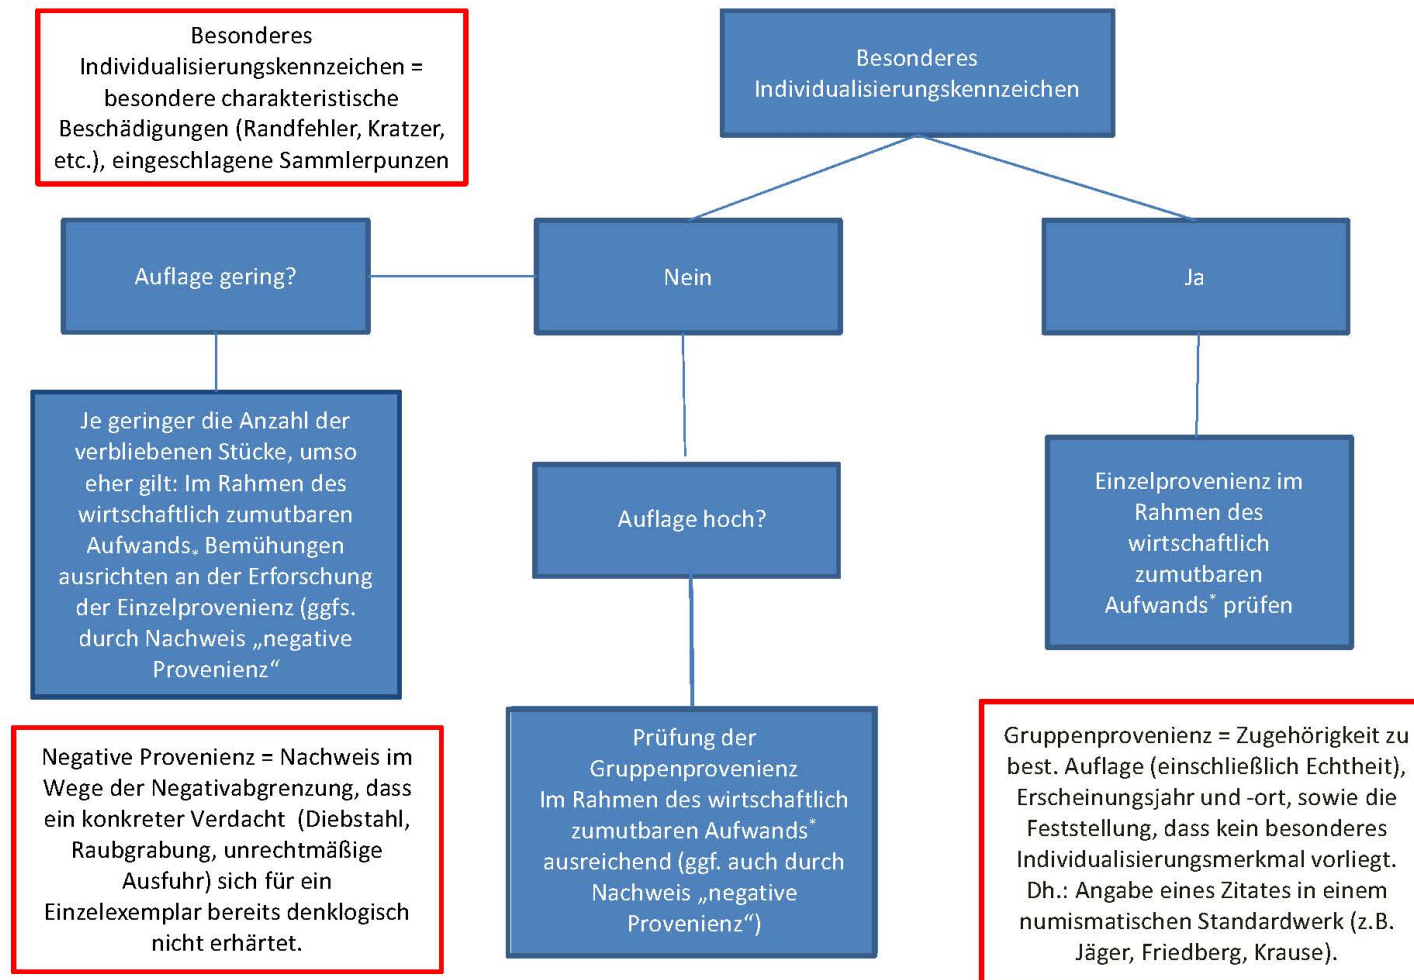 Besonderes
Individualisierungskennzeichen =
besondere charakteristische
Beschädigungen (Randfehler, Kratzer,
etc.), eingeschlagene Sammlerpunzen
Besonderes
Individualisierungskennzeichen
Auflage gering?
Nein
Ja
Je geringer die Anzahl der
verbliebenen Stücke, umso
eher gilt: Im Rahmen des
wirtschaftlich zumutbaren
Aufwands* Bemühungen
ausrichten an der Erforschung
der Einzelprovenienz (ggfs.
durch Nachweis „negative
Provenienz“
Auflage hoch?
Einzelprovenienz im
Rahmen des
wirtschaftlich
zumutbaren
Aufwands* prüfen
Negative Provenienz = Nachweis im
Wege der Negativabgrenzung, dass
ein konkreter Verdacht (Diebstahl,
Raubgrabung, unrechtmäßige
Ausfuhr) sich für ein
Einzelexemplar bereits denklogisch
nicht erhärtet.
Prüfung der
Gruppenprovenienz
Im Rahmen des wirtschaftlich
zumutbaren Aufwands*
ausreichend (ggf. auch durch
Nachweis „negative
Provenienz“)
Gruppenprovenienz = Zugehörigkeit zu
best. Auflage (einschließlich Echtheit),
Erscheinungsjahr und -ort, sowie die
Feststellung, dass kein besonderes
Individualisierungsmerkmal vorliegt.
Dh.: Angabe eines Zitates in einem
numismatischen Standardwerk (z.B.
Jäger, Friedberg, Krause).